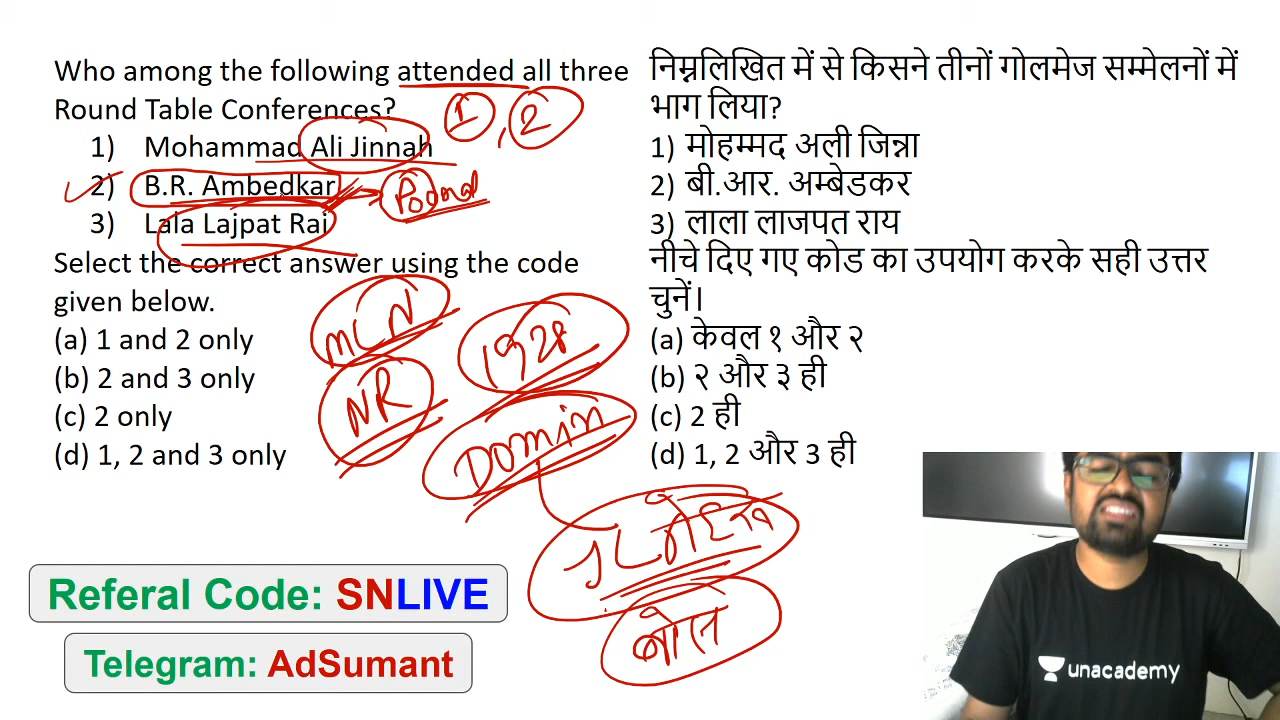 Who among the following attended all three
Round Table Conferences?
1) Mohammad Ali Jinnah
2) B.R. Ambedkar
3) Lala Lajpat Rai
Select the correct answer using the code
given below.
(a) 1 and 2 only
(b) 2 and 3 only
(c) 2 only
(d) 1, 2 and 3 only
1, 2
MLN
NR
1928
DOMIN
निम्नलिखित में से किसने तीनों गोलमेज सम्मेलनों में
भाग लिया?
1) मोहम्मद अली जिन्ना
2) बी.आर. अम्बेडकर
3) लाला लाजपत राय
नीचे दिए गए कोड का उपयोग करके सही उत्तर
चुनें।
(a) केवल १ और २
(b) २ और ३ ही
(c) 2 ही
(d) 1, 2 और 3 ही
Referal Code: SNLIVE
Telegram: AdSumant
unacademy